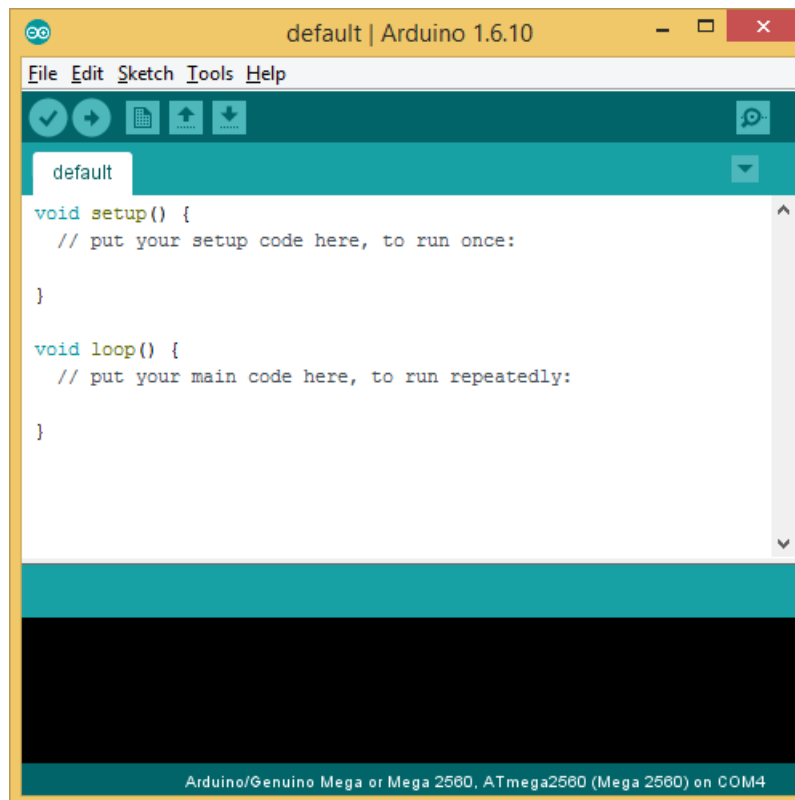 default | Arduino 1.6.10
File Edit Sketch Tools Help
default
void setup() {
  // put your setup code here, to run once:
}
void loop() {
  // put your main code here, to run repeatedly:
}
Arduino/Genuino Mega or Mega 2560, ATmega2560 (Mega 2560) on COM4